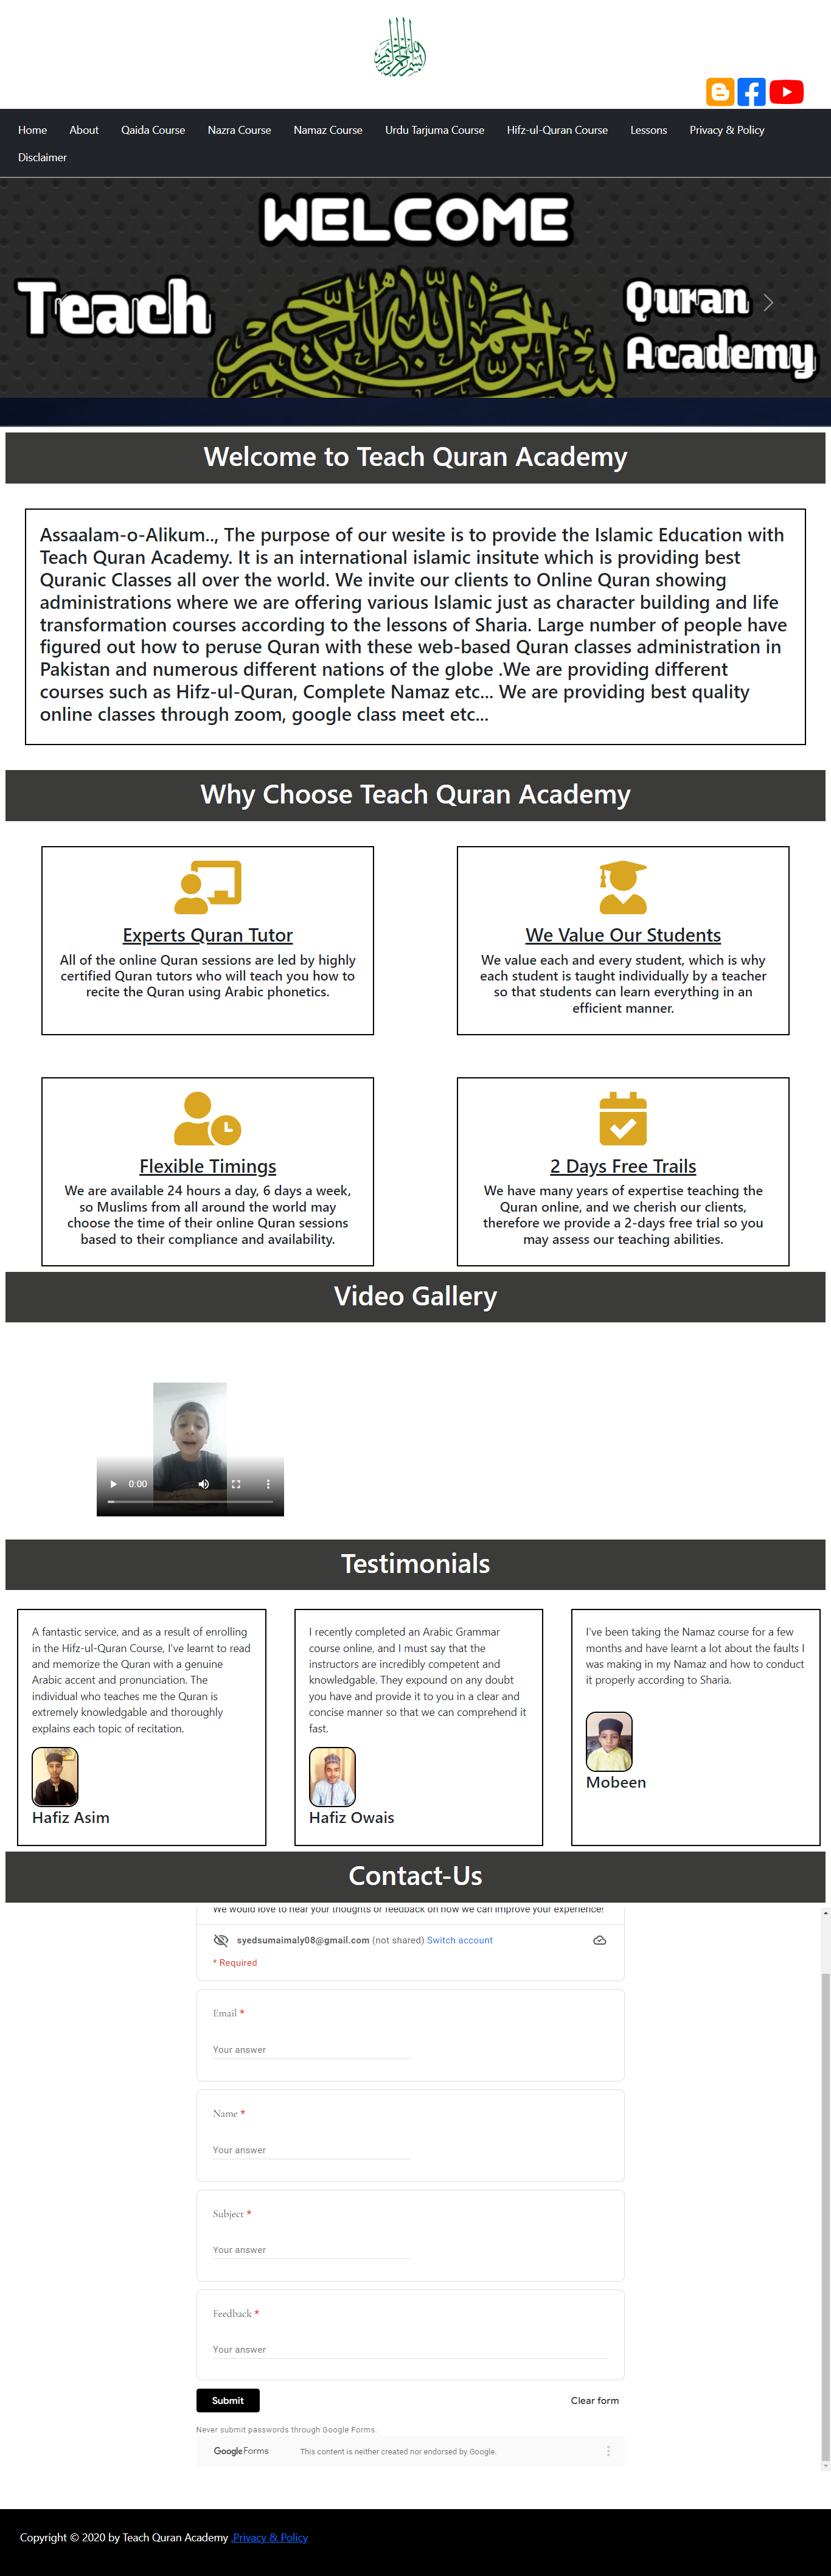 Home About Qaida Course Nazra Course Namaz Course Urdu Tarjuma Course Hifz-ul-Quran Course Lessons Privacy & Policy
Disclaimer
WELCOME
Teach
Quran
Academy
Welcome to Teach Quran Academy
Assaalam-o-Alikum.., The purpose of our wesite is to provide the Islamic Education with
Teach Quran Academy. It is an international islamic insitute which is providing best
Quranic Classes all over the world. We invite our clients to Online Quran showing
administrations where we are offering various Islamic just as character building and life
transformation courses according to the lessons of Sharia. Large number of people have
figured out how to peruse Quran with these web-based Quran classes administration in
Pakistan and numerous different nations of the globe .We are providing different
courses such as Hifz-ul-Quran, Complete Namaz etc... We are providing best quality
online classes through zoom, google class meet etc...
Why Choose Teach Quran Academy
Experts Quran Tutor
All of the online Quran sessions are led by highly
certified Quran tutors who will teach you how to
recite the Quran using Arabic phonetics.
We Value Our Students
We value each and every student, which is why
each student is taught individually by a teacher
so that students can learn everything in an
efficient manner.
Flexible Timings
We are available 24 hours a day, 6 days a week,
so Muslims from all around the world may
choose the time of their online Quran sessions
based to their compliance and availability.
2 Days Free Trails
We have many years of expertise teaching the
Quran online, and we cherish our clients,
therefore we provide a 2-days free trial so you
may assess our teaching abilities.
Video Gallery
0:00
Testimonials
A fantastic service, and as a result of enrolling
in the Hifz-ul-Quran Course, I've learnt to read
and memorize the Quran with a genuine
Arabic accent and pronunciation. The
individual who teaches me the Quran is
extremely knowledgable and thoroughly
explains each topic of recitation.
Hafiz Asim
I recently completed an Arabic Grammar
course online, and I must say that the
instructors are incredibly competent and
knowledgable. They expound on any doubt
you have and provide it to you in a clear and
concise manner so that we can comprehend it
fast.
Hafiz Owais
I've been taking the Namaz course for a few
months and have learnt a lot about the faults I
was making in my Namaz and how to conduct
it properly according to Sharia.
Mobeen
Contact-Us
We would love to hear your thoughts or feedback on how we can improve your experience!
syedsumaimaly08@gmail.com (not shared) Switch account
* Required
Email *
Your answer
Name *
Your answer
Subject *
Your answer
Feedback *
Your answer
Submit
Clear form
Never submit passwords through Google Forms.
Google Forms
This content is neither created nor endorsed by Google.
Copyright © 2020 by Teach Quran Academy .Privacy & Policy